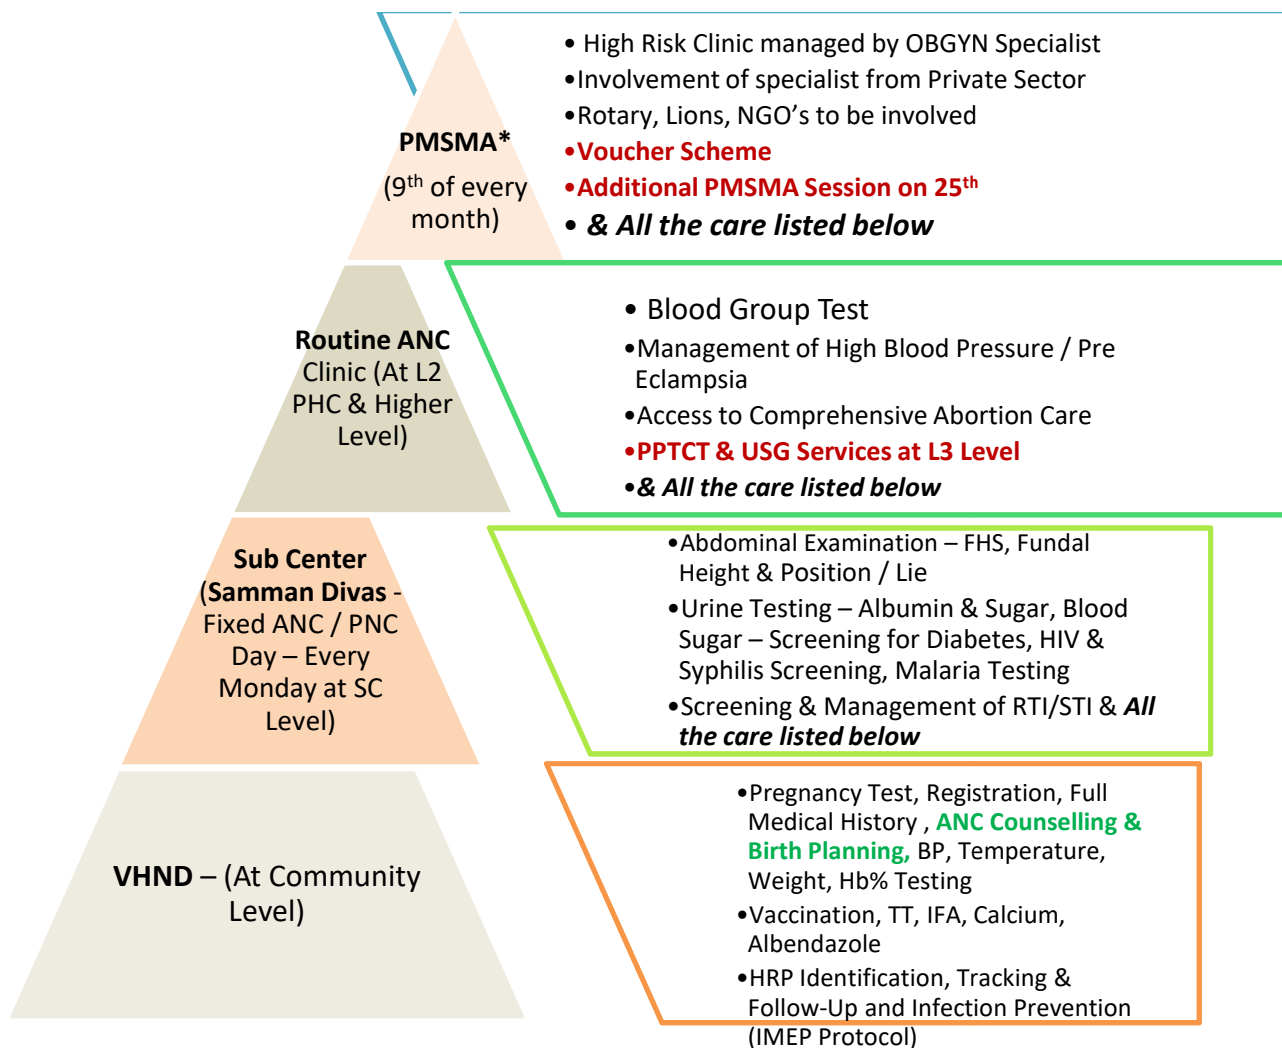 PMSMA*
(9th of every
month)
• High Risk Clinic managed by OBGYN Specialist
•Involvement of specialist from Private Sector
•Rotary, Lions, NGO’s to be involved
•Voucher Scheme
•Additional PMSMA Session on 25th
• & All the care listed below
Routine ANC
Clinic (At L2
PHC & Higher
Level)
• Blood Group Test
•Management of High Blood Pressure / Pre
Eclampsia
•Access to Comprehensive Abortion Care
•PPTCT & USG Services at L3 Level
•& All the care listed below
Sub Center
(Samman Divas -
Fixed ANC / PNC
Day – Every
Monday at SC
Level)
•Abdominal Examination – FHS, Fundal
Height & Position / Lie
•Urine Testing – Albumin & Sugar, Blood
Sugar – Screening for Diabetes, HIV &
Syphilis Screening, Malaria Testing
•Screening & Management of RTI/STI & All
the care listed below
VHND – (At Community
Level)
•Pregnancy Test, Registration, Full
Medical History , ANC Counselling &
Birth Planning, BP, Temperature,
Weight, Hb% Testing
•Vaccination, TT, IFA, Calcium,
Albendazole
•HRP Identification, Tracking &
Follow-Up and Infection Prevention
(IMEP Protocol)